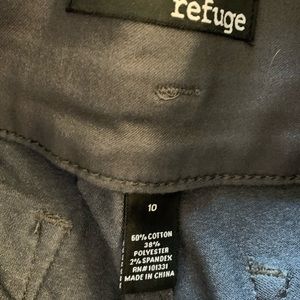 refuge
10
60% COTTON
38%
POLYESTER
2% SPANDEX
RN# 101331
MADE IN CHINA